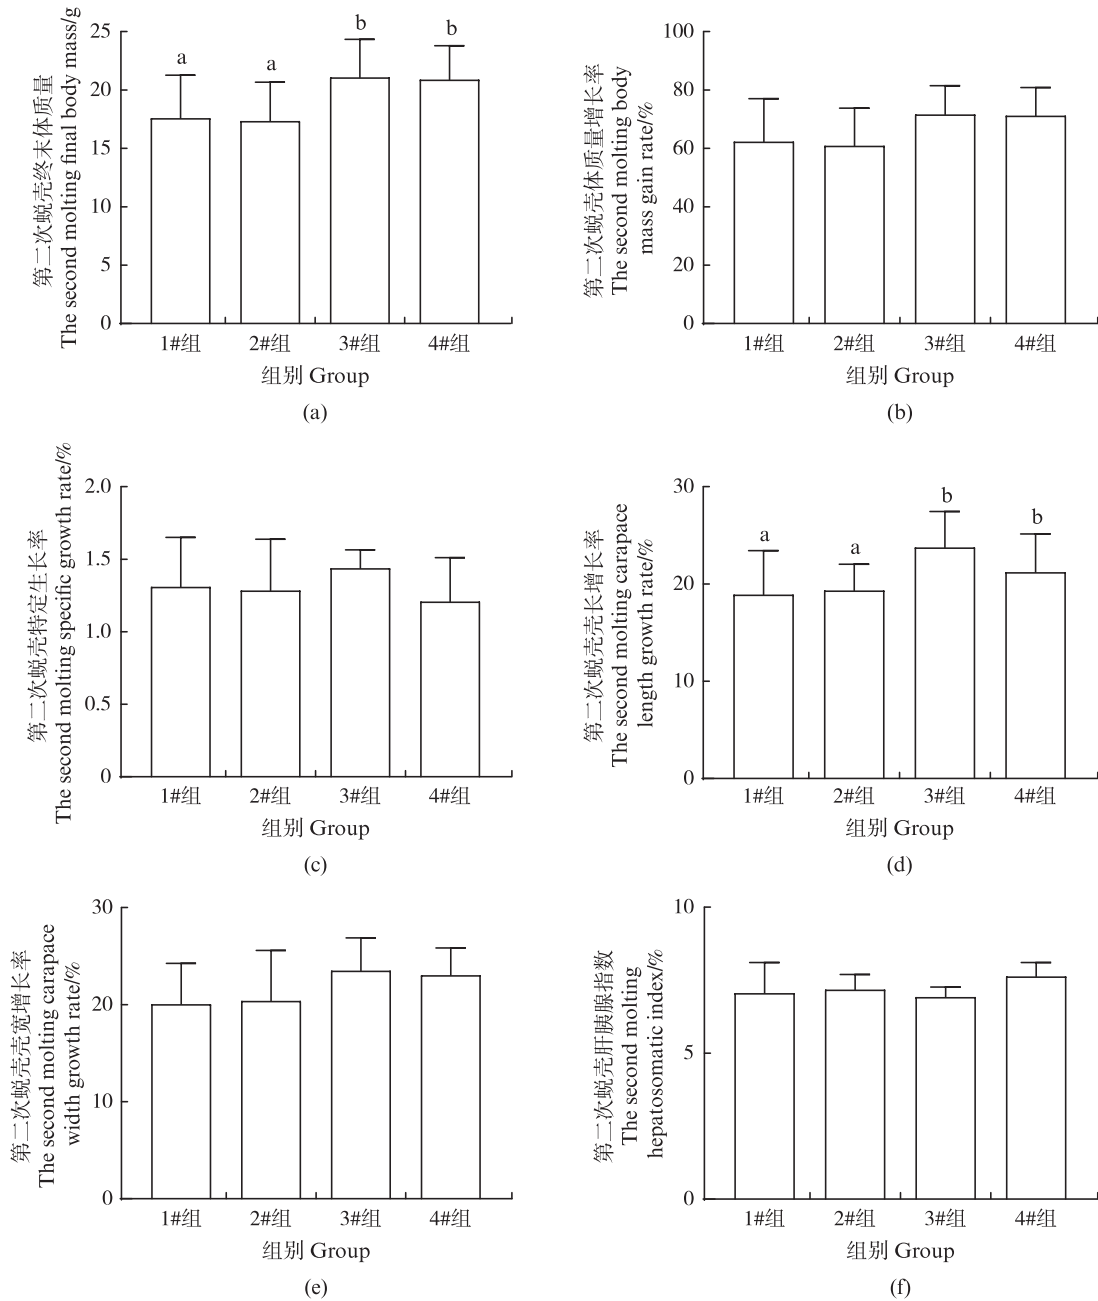 第二次蜕壳终末体质量
The second molting final body mass/g
25
20
15
10
5
0
a
a
b
b
1#组 2#组 3#组 4#组
组别 Group
(a)
第二次蜕壳体质量增长率
The second molting body
mass gain rate/%
100
80
60
40
20
0
1#组 2#组 3#组 4#组
组别 Group
(b)
第二次蜕壳特定生长率
The second molting specific growth rate/%
2.0
1.5
1.0
0.5
0
1#组 2#组 3#组 4#组
组别 Group
(c)
第二次蜕壳壳长增长率
The second molting carapace
length growth rate/%
30
20
10
0
a
a
b
b
1#组 2#组 3#组 4#组
组别 Group
(d)
第二次蜕壳壳宽增长率
The second molting carapace
width growth rate/%
30
20
10
0
1#组 2#组 3#组 4#组
组别 Group
(e)
第二次蜕壳肝胰腺指数
The second molting
hepatosomatic index/%
10
5
0
1#组 2#组 3#组 4#组
组别 Group
(f)